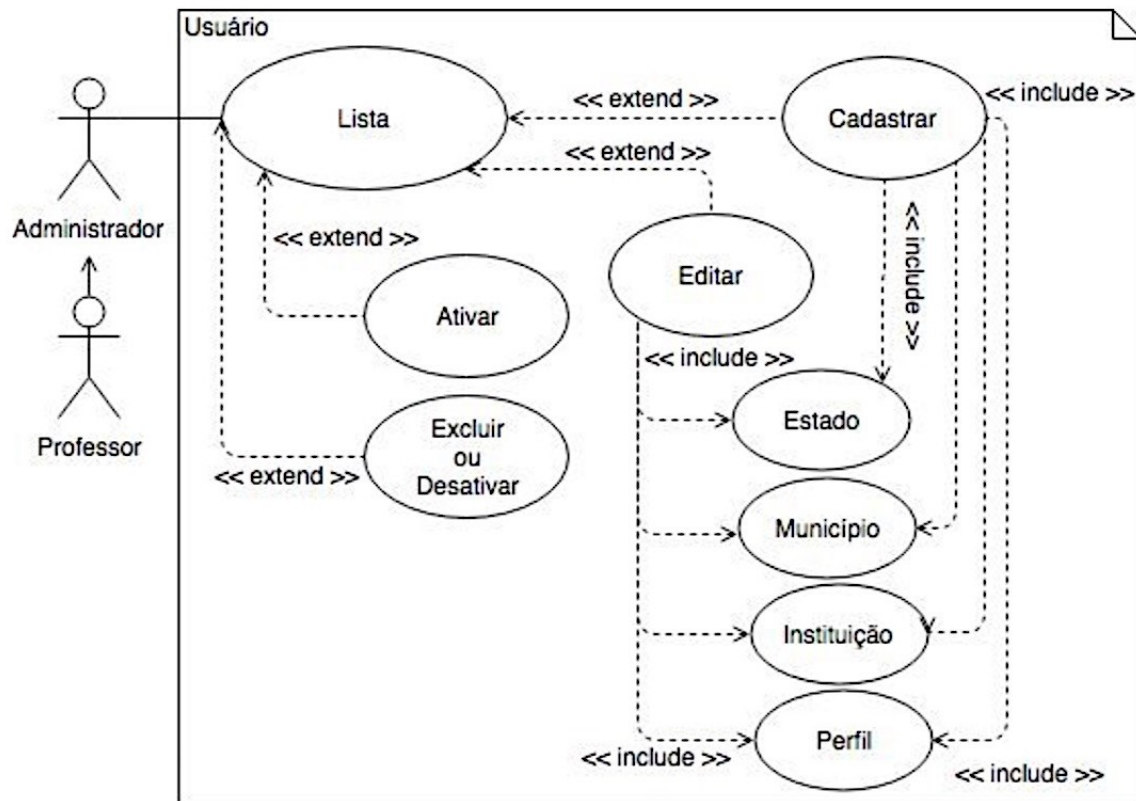 Usuário
Lista
<< extend >>
Cadastrar
<< include >>
<< extend >>
Administrador
<< extend >>
Editar
<< include >>
Ativar
<< include >>
Professor
Excluir
ou
Desativar
<< extend >>
Estado
Município
Instituição
Perfil
<< include >>
<< include >>